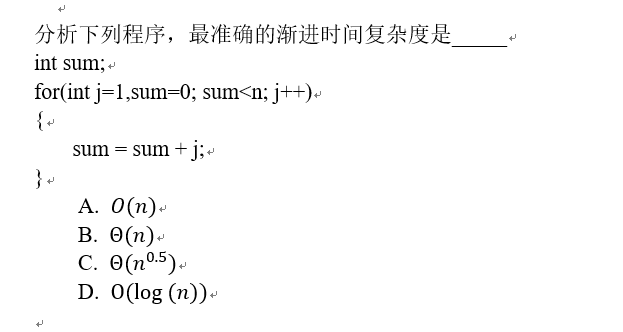 分析下列程序，最准确的渐进时间复杂度是_____
int sum;
for(int j=1,sum=0; sum<n; j++)
{
sum = sum + j;
}
A. O(n)
B. Θ(n)
C. Θ(n^0.5)
D. O(log (n))